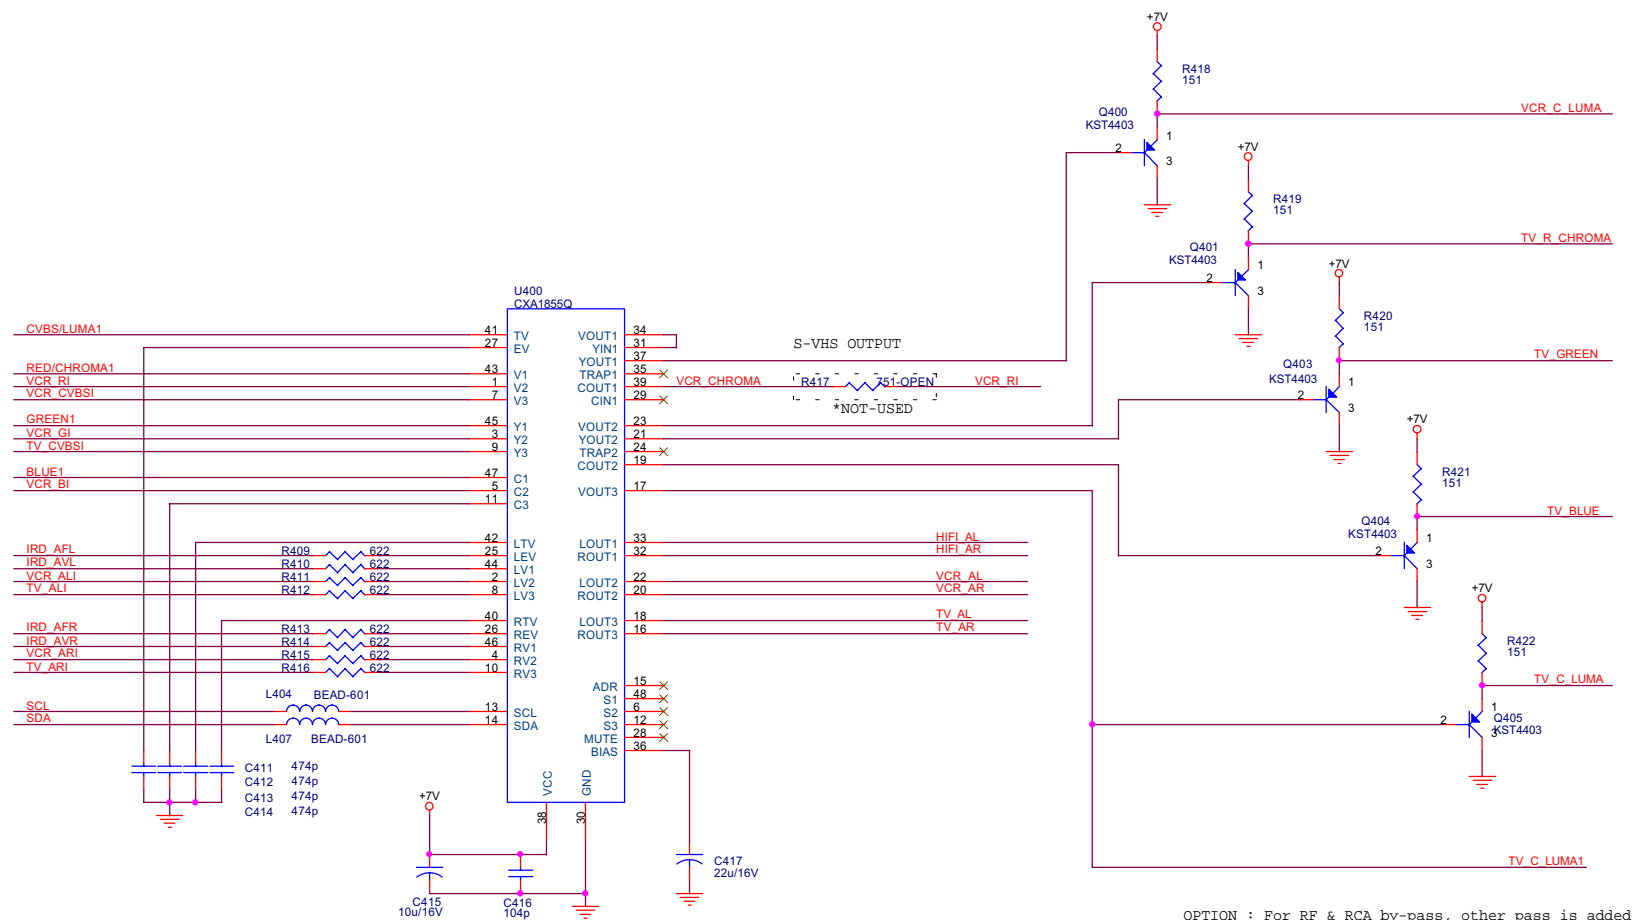 +7V
R418
151
VCR_C_LUMA
Q400
KST4403
1
2
3
+7V
R419
151
TV_R_CHROMA
Q401
KST4403
1
2
3
+7V
R420
151
TV_GREEN
Q403
KST4403
1
2
3
+7V
R421
151
TV_BLUE
Q404
KST4403
1
2
3
+7V
R422
151
TV_C_LUMA
1
2
3
Q405
KST4403
TV_C_LUMA1
U400
CXA1855Q
CVBS/LUMA1 41 TV
27 EV
RED/CHROMA1 43 V1
VCR_RI 1 V2
VCR_CVBSI 7 V3
GREEN1 45 Y1
VCR_GI 3 Y2
TV_CVBSI 9 Y3
BLUE1 47 C1
VCR_BI 5 C2
11 C3
42 LTV
IRD_AFL R409 622 25 LEV
IRD_AVL R410 622 44 LV1
VCR_ALI R411 622 2 LV2
TV_ALI R412 622 8 LV3
40 RTV
IRD_AFR R413 622 26 REV
IRD_AVR R414 622 46 RV1
VCR_ARI R415 622 4 RV2
TV_ARI R416 622 10 RV3
L404 BEAD-601
SCL 13 SCL
SDA 14 SDA
L407 BEAD-601
VOUT1 34
YIN1 31
YOUT1 37
TRAP1 35
COUT1 39 VCR_CHROMA R417 751-OPEN VCR_RI
CIN1 29
S-VHS OUTPUT
*NOT-USED
VOUT2 23
YOUT2 21
TRAP2 24
COUT2 19
VOUT3 17
LOUT1 33 HIFI_AL
ROUT1 32 HIFI_AR
LOUT2 22 VCR_AL
ROUT2 20 VCR_AR
LOUT3 18 TV_AL
ROUT3 16 TV_AR
ADR 15
S1 48
S2 6
S3 12
MUTE 28
BIAS 36
VCC
38
GND
30
C411 474p
C412 474p
C413 474p
C414 474p
+7V
C415
10u/16V
C416
104p
C417
22u/16V
OPTION : For RF & RCA by-pass, other pass is added